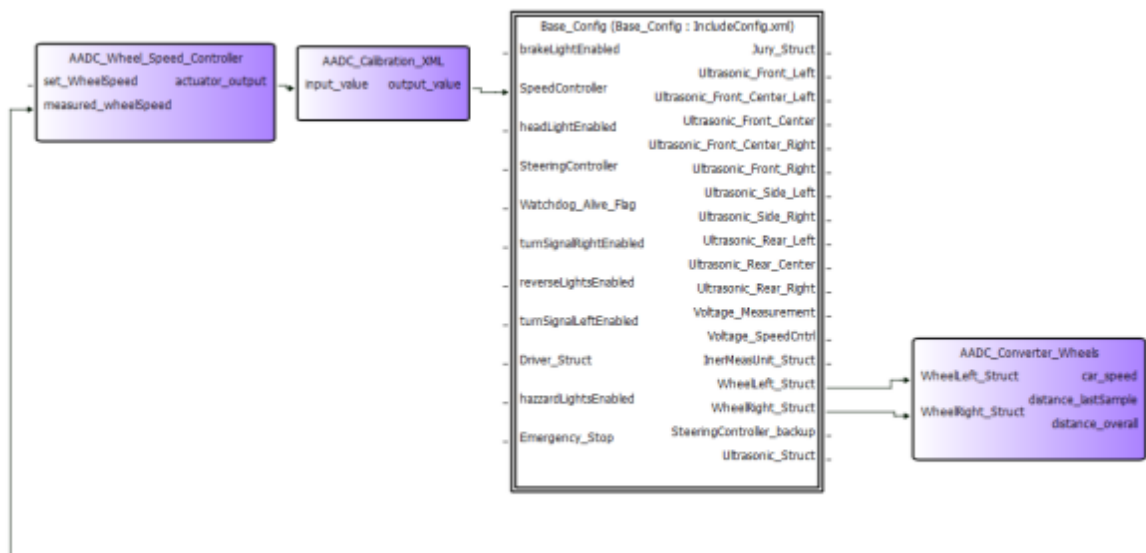 AADC_Wheel_Speed_Controller
set_WheelSpeed actuator_output
measured_wheelSpeed
AADC_Calibration_XML
input_value output_value
Base_Config (Base_Config : IncludeConfig.xml)
brakeLightEnabled
SpeedController
headLightEnabled
SteeringController
Watchdog_Alive_Flag
turnSignalRightEnabled
reverseLightsEnabled
turnSignalLeftEnabled
Driver_Struct
hazzardLightsEnabled
Emergency_Stop
Jury_Struct
Ultrasonic_Front_Left
Ultrasonic_Front_Center_Left
Ultrasonic_Front_Center
Ultrasonic_Front_Center_Right
Ultrasonic_Front_Right
Ultrasonic_Side_Left
Ultrasonic_Side_Right
Ultrasonic_Rear_Left
Ultrasonic_Rear_Center
Ultrasonic_Rear_Right
Voltage_Measurement
Voltage_SpeedCntrl
InerMeasUnit_Struct
WheelLeft_Struct
WheelRight_Struct
SteeringController_backup
Ultrasonic_Struct
AADC_Converter_Wheels
WheelLeft_Struct car_speed
distance_lastSample
WheelRight_Struct
distance_overall